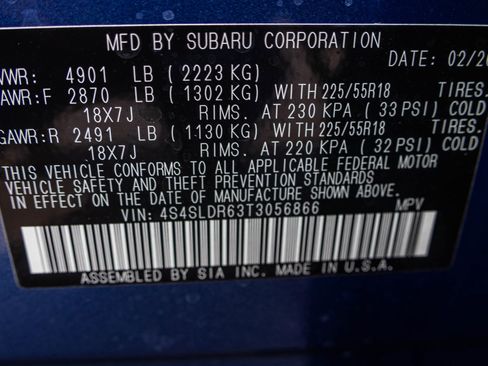 MFD BY SUBARU CORPORATION
DATE: 02/20
VWR: 4901 LB ( 2223 KG)
AWR:F 2870 LB ( 1302 KG) WITH 225/55R18 TIRES.
18X7J RIMS. AT 230 KPA ( 33 PSI) COLD
GAWR:R 2491 LB ( 1130 KG) WITH 225/55R18 TIRES.
18X7J RIMS. AT 220 KPA ( 32 PSI) COLD
THIS VEHICLE CONFORMS TO ALL APPLICABLE FEDERAL MOTOR
VEHICLE SAFETY AND THEFT PREVENTION STANDARDS
IN EFFECT ON THE DATE OF MANUFACTURE SHOWN ABOVE.
VIN: 4S4SLDR63T3056866 MPV
ASSEMBLED BY SIA INC. MADE IN U.S.A.